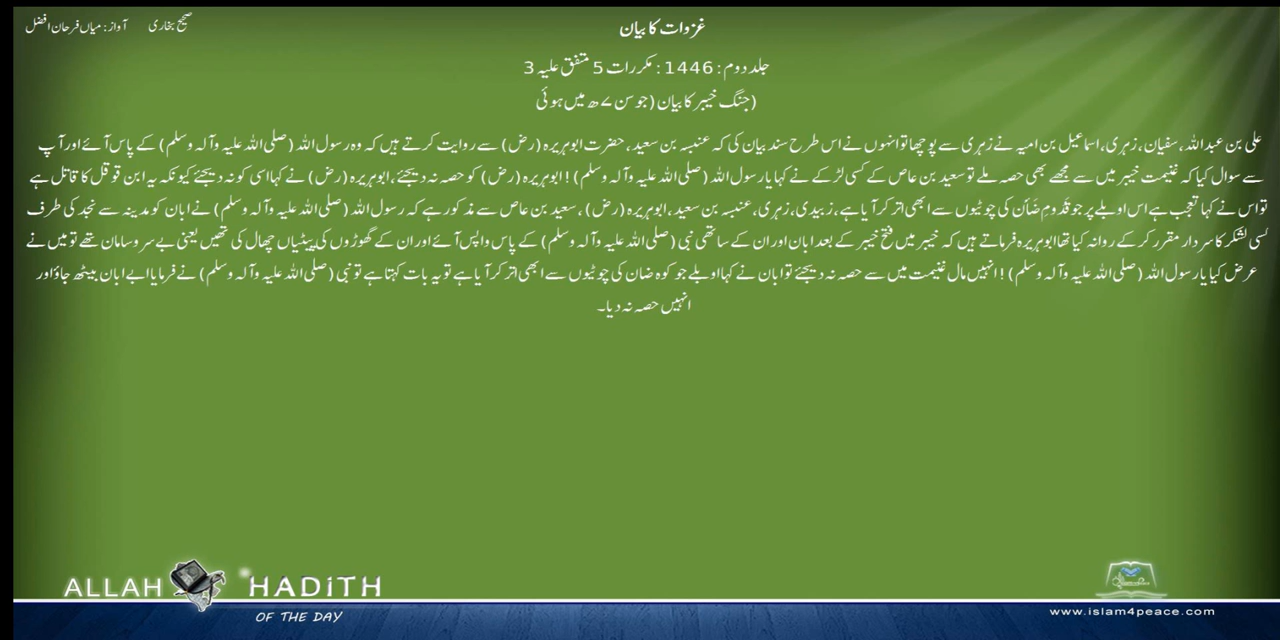 صحیح بخاری
آواز: میاں فرحان افضل
غزوات کا بیان
جلد دوم: 1446 : مکررات 5 متفق علیہ 3
(جنگ خیبر کا بیان (جو سن ۷ھ میں ہوئی
علی بن عبداللہ، سفیان، زہری، اسماعیل بن امیہ نے زہری سے پوچھا تو انہوں نے اس طرح سند بیان کی کہ عنبسہ بن سعید، حضرت ابوہریرہ (رض) سے روایت کرتے ہیں کہ وہ رسول اللہ (صلی اللہ علیہ وآلہ وسلم) کے پاس آئے اور آپ
سے سوال کیا کہ غنیمت خیبر میں سے مجھے بھی حصہ ملے تو سعید بن عاص کے کسی لڑکے نے کہا یا رسول اللہ (صلی اللہ علیہ وآلہ وسلم)!! ابوہریرہ (رض) کو حصہ نہ دیجئے، ابوہریرہ (رض) نے کہا اسی کو نہ دیجئے کیونکہ یہ ابن قوقل کا قاتل ہے
تو اس نے کہا تعجب ہے اس اوبلے پر جو قَدُومِ ضَأن کی چوٹیوں سے ابھی اتر کر آیا ہے، زبیدی، زہری، عنبسہ بن سعید، ابوہریرہ (رض) ، سعید بن عاص سے مذکور ہے کہ رسول اللہ (صلی اللہ علیہ وآلہ وسلم) نے ابان کو مدینہ سے نجد کی طرف
کسی لشکر کا سردار مقرر کر کے روانہ کیا تھا ابوہریرہ فرماتے ہیں کہ خیبر میں فتح خیبر کے بعد ابان اور ان کے ساتھی نبی (صلی اللہ علیہ وآلہ وسلم) کے پاس واپس آئے اور ان کے گھوڑوں کی پیٹیاں چھال کی تھیں یعنی بے سروسامان تھے تو میں نے
عرض کیا یا رسول اللہ (صلی اللہ علیہ وآلہ وسلم) ! انہیں مال غنیمت میں سے حصہ نہ دیجئے تو ابان نے کہا اوبلے جو کوہ ضان کی چوٹیوں سے ابھی اتر کر آیا ہے تو یہ بات کہتا ہے تو نبی (صلی اللہ علیہ وآلہ وسلم) نے فرمایا اے ابان بیٹھ جاؤ اور
انہیں حصہ نہ دیا۔
ALLAH HADiTH
OF THE DAY
www.islam4peace.com